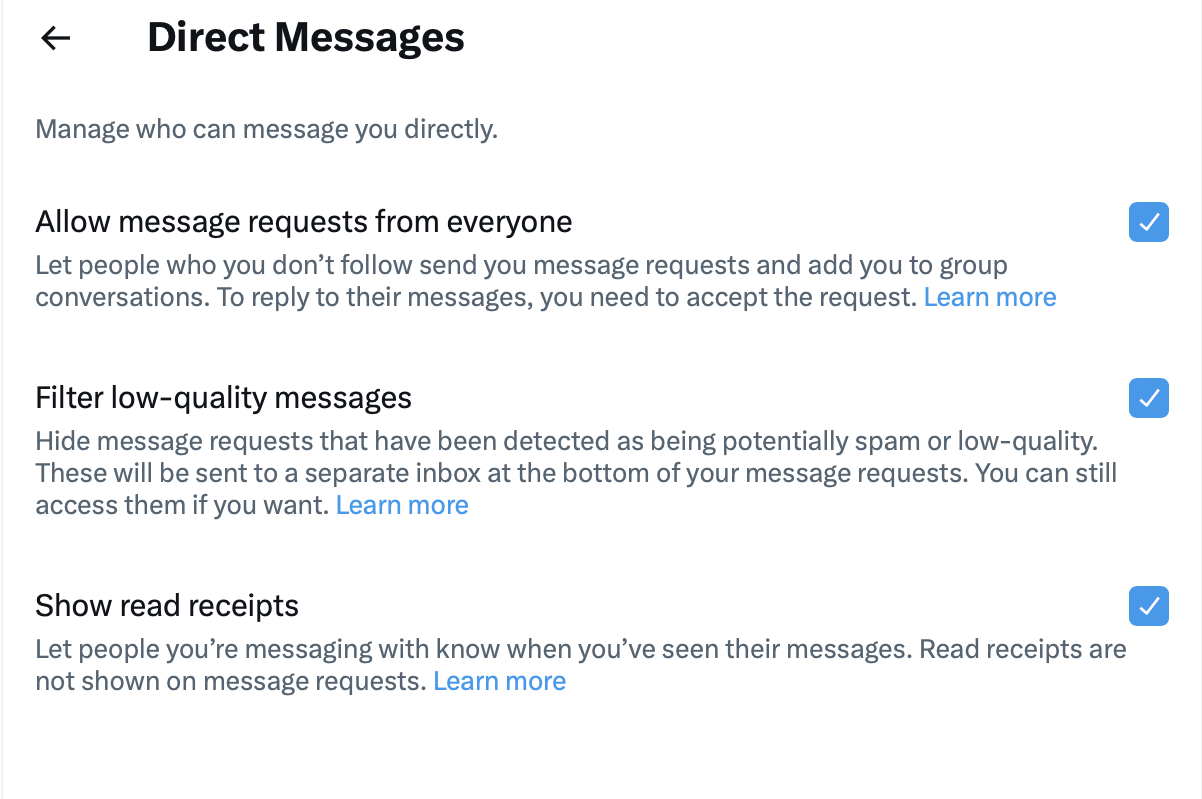 Direct Messages
Manage who can message you directly.
Allow message requests from everyone
Let people who you don’t follow send you message requests and add you to group
conversations. To reply to their messages, you need to accept the request. Learn more
Filter low-quality messages
Hide message requests that have been detected as being potentially spam or low-quality.
These will be sent to a separate inbox at the bottom of your message requests. You can still
access them if you want. Learn more
Show read receipts
Let people you’re messaging with know when you’ve seen their messages. Read receipts are
not shown on message requests. Learn more